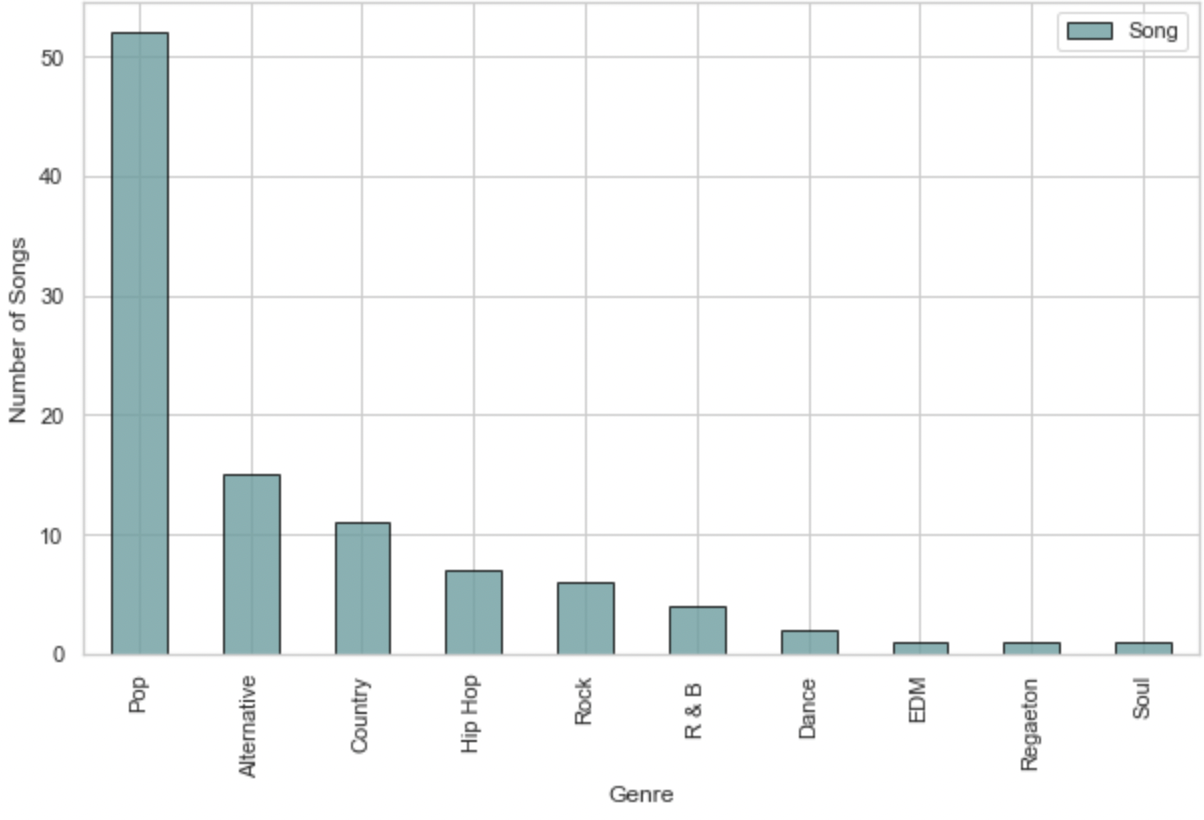 Song
Number of Songs
50
40
30
20
10
0
Pop
Alternative
Country
Hip Hop
Rock
R & B
Dance
EDM
Regaeton
Soul
Genre